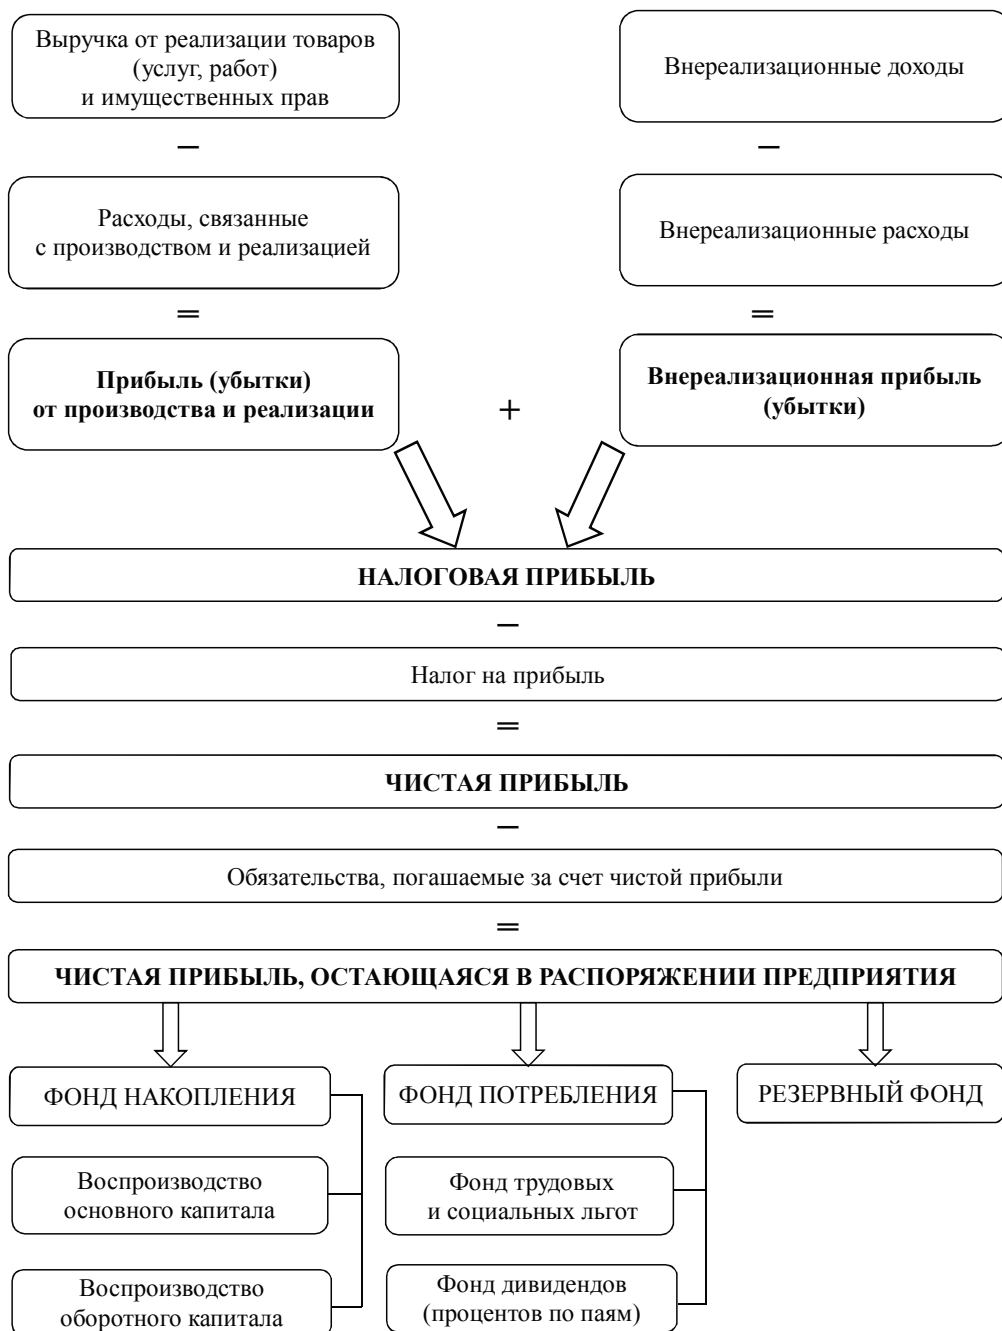 Выручка от реализации товаров
(услуг, работ)
и имущественных прав
Внереализационные доходы
–
–
Расходы, связанные
с производством и реализацией
Внереализационные расходы
=
=
Прибыль (убытки)
от производства и реализации
+
Внереализационная прибыль
(убытки)
НАЛОГОВАЯ ПРИБЫЛЬ
–
Налог на прибыль
=
ЧИСТАЯ ПРИБЫЛЬ
–
Обязательства, погашаемые за счет чистой прибыли
=
ЧИСТАЯ ПРИБЫЛЬ, ОСТАЮЩАЯСЯ В РАСПОРЯЖЕНИИ ПРЕДПРИЯТИЯ
ФОНД НАКОПЛЕНИЯ
ФОНД ПОТРЕБЛЕНИЯ
РЕЗЕРВНЫЙ ФОНД
Воспроизводство
основного капитала
Фонд трудовых
и социальных льгот
Воспроизводство
оборотного капитала
Фонд дивидендов
(процентов по паям)